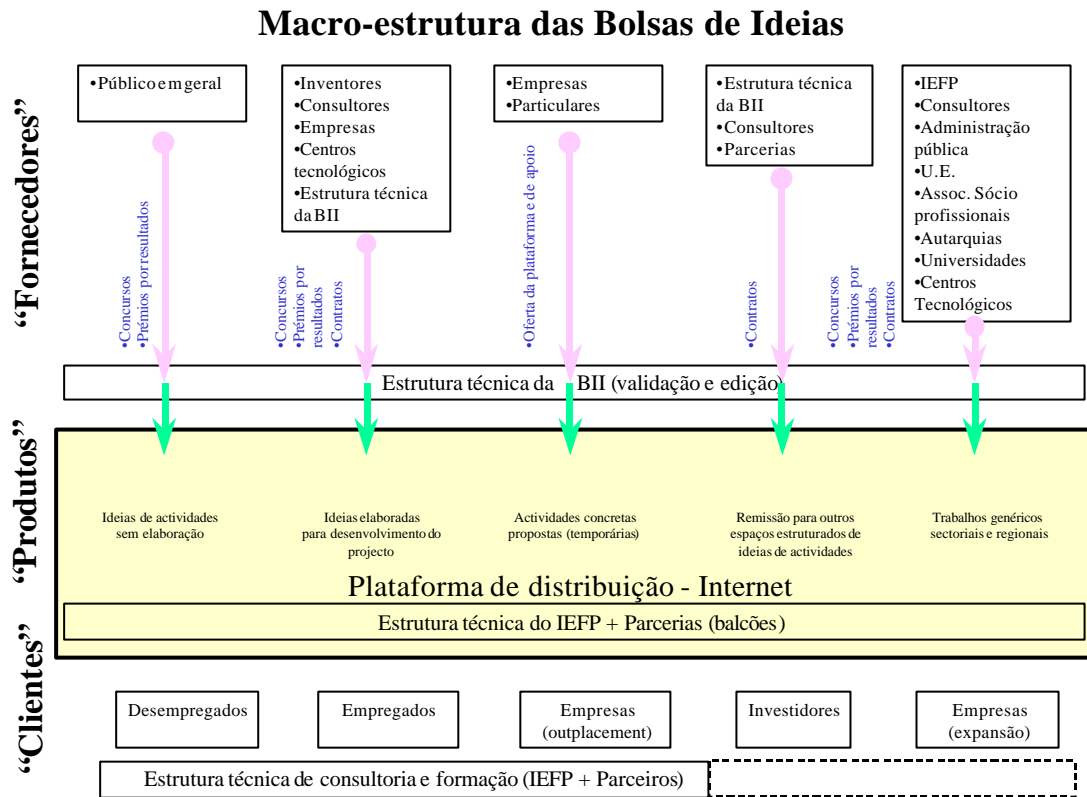 Macro-estrutura das Bolsas de Ideias
“Fornecedores”
•Público em geral
•Inventores
•Consultores
•Empresas
•Centros
tecnológicos
•Estrutura técnica
da BII
•Empresas
•Particulares
•Estrutura técnica
da BII
•Consultores
•Parcerias
•IEFP
•Consultores
•Administração
pública
•U.E.
•Assoc. Sócio
profissionais
•Autarquias
•Universidades
•Centros
Tecnológicos
•Concursos
•Prémios por resultados
•Concursos
•Prémios por
resultados
•Contratos
•Oferta da plataforma e de apoio
•Contratos
•Concursos
•Prémios por
resultados
•Contratos
Estrutura técnica da BII (validação e edição)
“Produtos”
Ideias de actividades
sem elaboração
Ideias elaboradas
para desenvolvimento do
projecto
Actividades concretas
propostas (temporárias)
Remissão para outros
espaços estruturados de
ideias de actividades
Trabalhos genéricos
sectoriais e regionais
Plataforma de distribuição - Internet
Estrutura técnica do IEFP + Parcerias (balcões)
“Clientes”
Desempregados
Empregados
Empresas
(outplacement)
Investidores
Empresas
(expansão)
Estrutura técnica de consultoria e formação (IEFP + Parceiros)